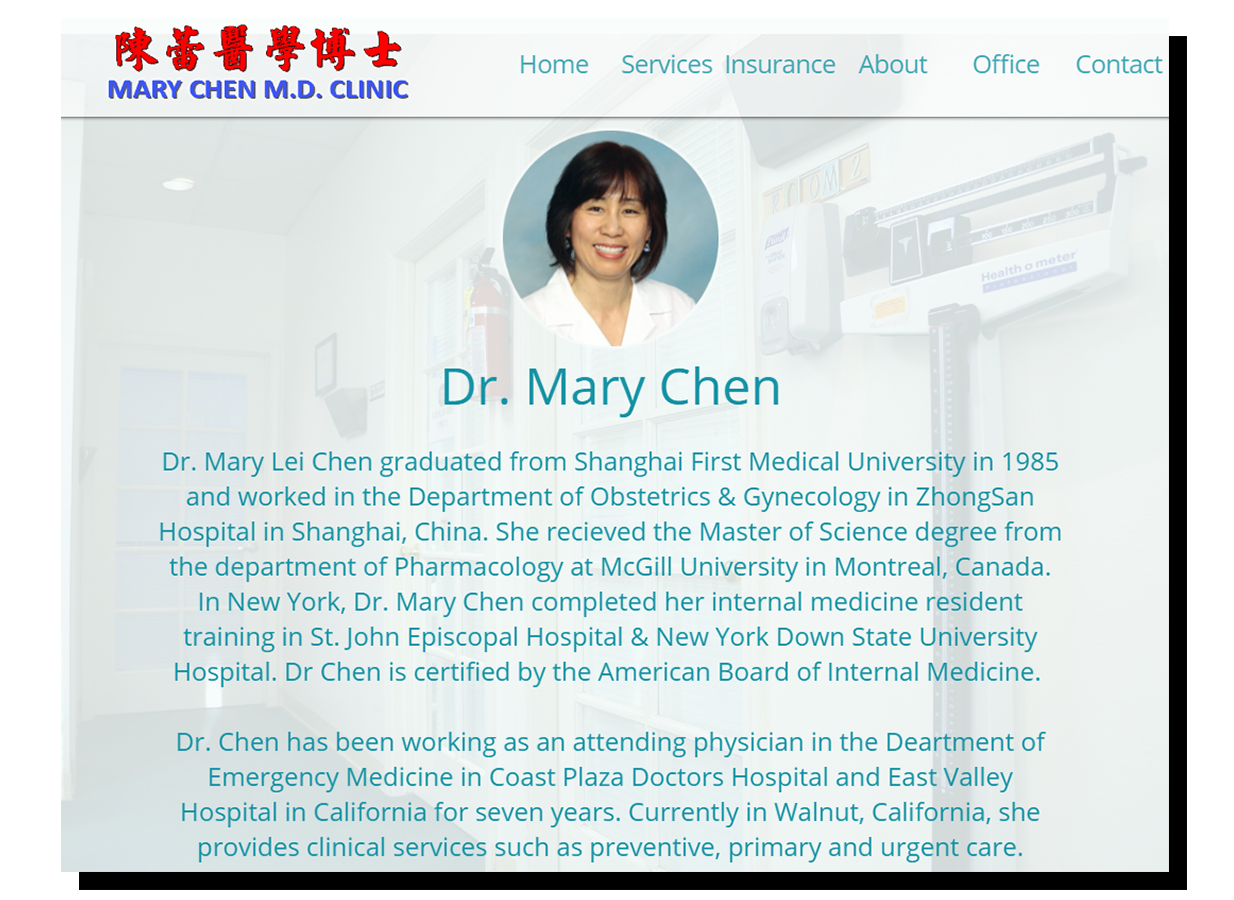 陳蕾醫學博士
MARY CHEN M.D. CLINIC
Home Services Insurance About Office Contact
ROOMS
Health o meter
PROFESSIONAL
Dr. Mary Chen
Dr. Mary Lei Chen graduated from Shanghai First Medical University in 1985
and worked in the Department of Obstetrics & Gynecology in ZhongSan
Hospital in Shanghai, China. She recieved the Master of Science degree from
the department of Pharmacology at McGill University in Montreal, Canada.
In New York, Dr. Mary Chen completed her internal medicine resident
training in St. John Episcopal Hospital & New York Down State University
Hospital. Dr Chen is certified by the American Board of Internal Medicine.
Dr. Chen has been working as an attending physician in the Deartment of
Emergency Medicine in Coast Plaza Doctors Hospital and East Valley
Hospital in California for seven years. Currently in Walnut, California, she
provides clinical services such as preventive, primary and urgent care.